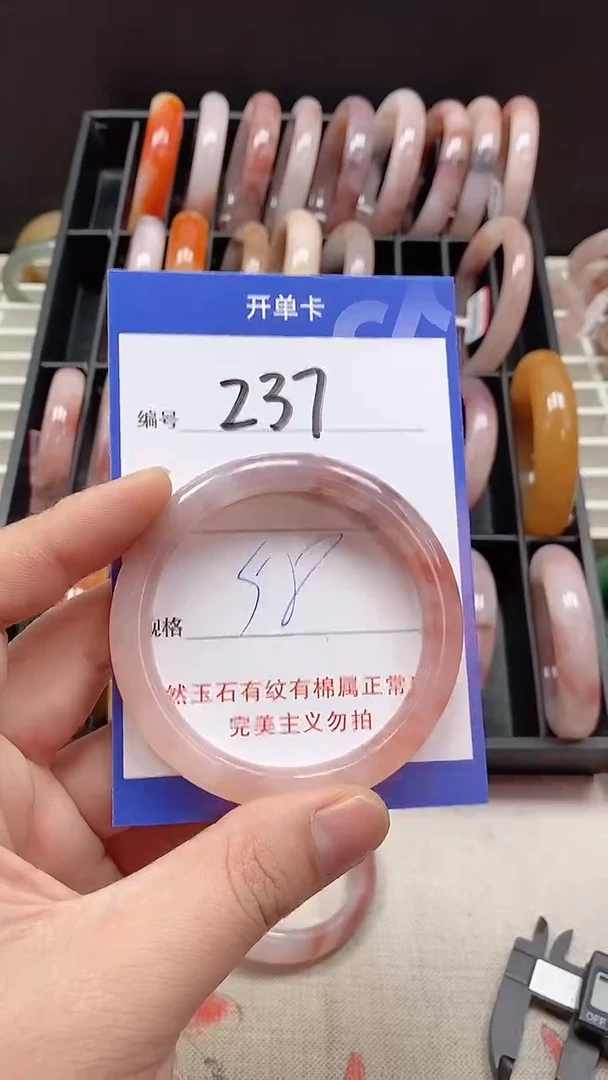 开单卡
编号 237
58
规格
然玉石有纹有棉属正常
完美主义勿拍
OFF